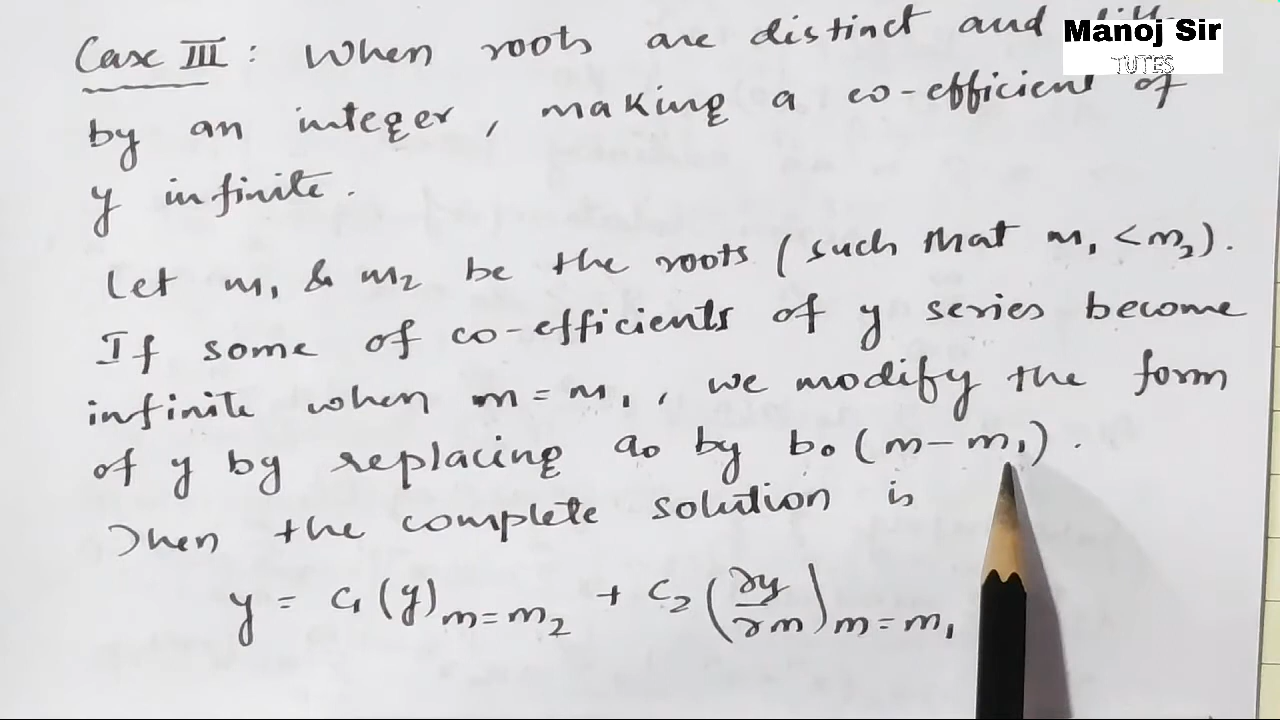 Case III : When roots are distinct and
Manoj Sir
TUTES
by an integer, making a co-efficient of
y infinite.
Let m₁ & m₂ be the roots (such that m₁ < m₂).
If some of co-efficients of y series become
infinite when m = m₁, we modify the form
of y by replacing a₀ by b₀(m - m₁).
Then the complete solution is
y = c₁ (y)ₘ₌ₘ₂ + c₂ (∂y/∂m)ₘ₌ₘ₁